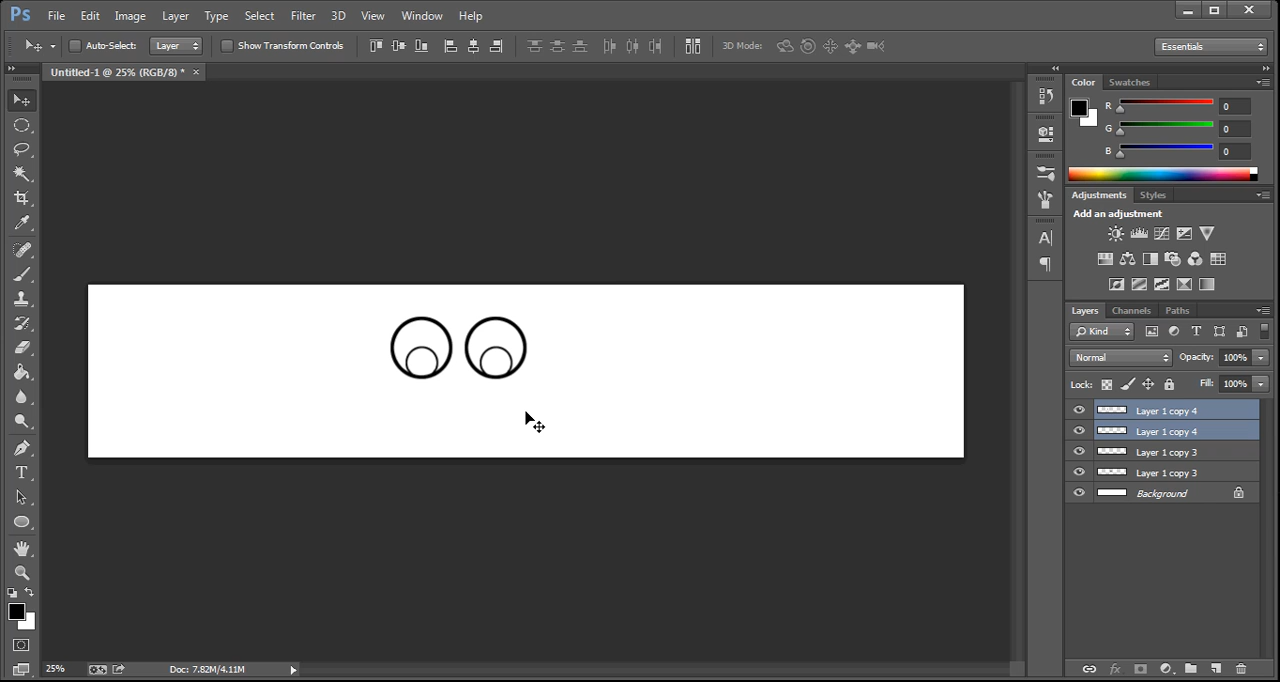 Ps File Edit Image Layer Type Select Filter 3D View Window Help
Auto-Select: Layer Show Transform Controls 3D Mode: Essentials
Untitled-1 @ 25% (RGB/8) * ×
Color Swatches
R 0
G 0
B 0
Adjustments Styles
Add an adjustment
Layers Channels Paths
Kind
Normal Opacity: 100%
Lock: Fill: 100%
Layer 1 copy 4
Layer 1 copy 4
Layer 1 copy 3
Layer 1 copy 3
Background
25% Doc: 7.82M/4.11M